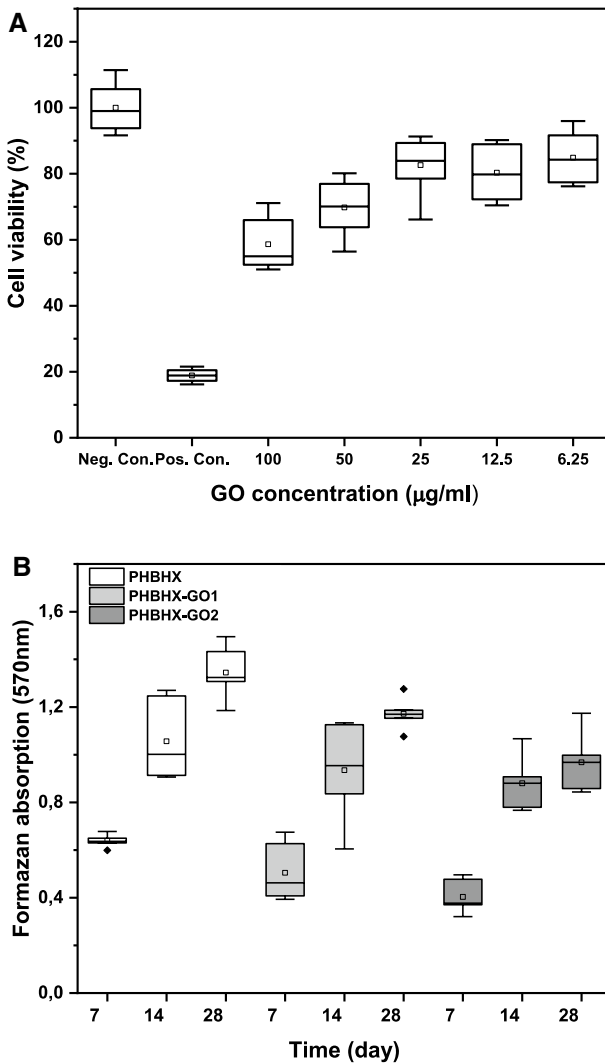 A
120
100
80
60
40
20
0
Cell viability (%)
Neg. Con. Pos. Con. 100 50 25 12.5 6.25
GO concentration (μg/ml)
B
PHBHX
PHBHX-GO1
PHBHX-GO2
1,6
1,2
0,8
0,4
0,0
Formazan absorption (570nm)
7 14 28 7 14 28 7 14 28
Time (day)